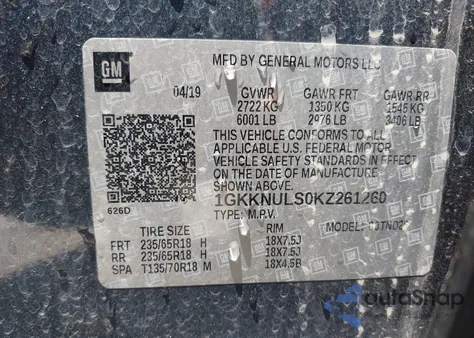 GM
MFD BY GENERAL MOTORS LLC
04/19 GVWR GAWR FRT GAWR RR
2722 KG 1350 KG 1545 KG
6001 LB 2976 LB 3406 LB
THIS VEHICLE CONFORMS TO ALL
APPLICABLE U.S. FEDERAL MOTOR
VEHICLE SAFETY STANDARDS IN EFFECT
ON THE DATE OF MANUFACTURE
SHOWN ABOVE.
1GKKNULS0KZ261260
626D TYPE: M.P.V.
TIRE SIZE RIM
FRT 235/65R18 H 18X7.5J
RR 235/65R18 H 18X7.5J
SPA T135/70R18 M 18X4.5B
autoSnap